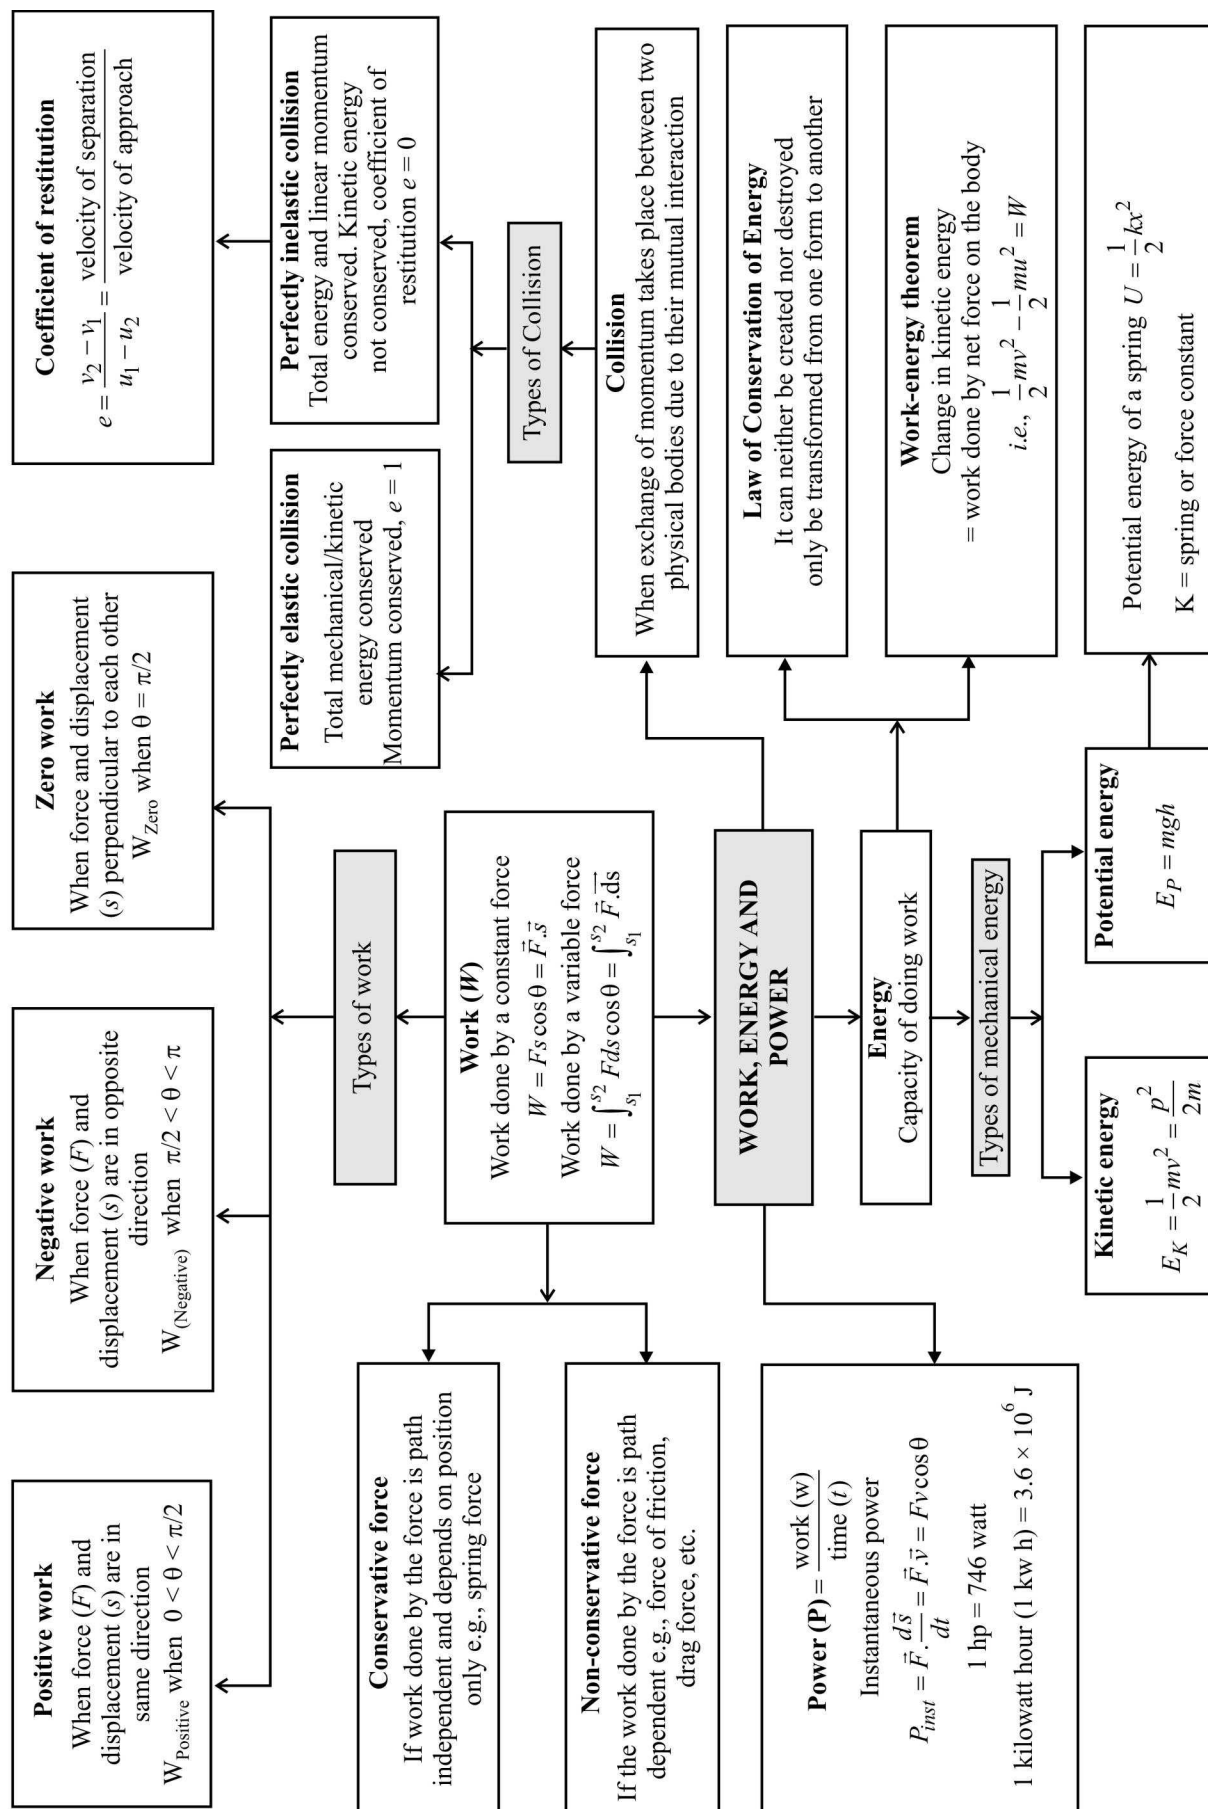 Positive work
When force (F) and
displacement (s) are in
same direction
W_Positive when 0 < θ < π/2
Negative work
When force (F) and
displacement (s) are in opposite
direction
W_(Negative) when π/2 < θ < π
Zero work
When force and displacement
(s) perpendicular to each other
W_Zero when θ = π/2
Coefficient of restitution
e = (v₂ − v₁)/(u₁ − u₂) = velocity of separation/velocity of approach
Types of work
Perfectly elastic collision
Total mechanical/kinetic
energy conserved
Momentum conserved, e = 1
Perfectly inelastic collision
Total energy and linear momentum
conserved. Kinetic energy
not conserved, coefficient of
restitution e = 0
Types of Collision
Conservative force
If work done by the force is path
independent and depends on position
only e.g., spring force
Work (W)
Work done by a constant force
W = Fs cos θ = F⃗.s⃗
Work done by a variable force
W = ∫_{s₁}^{s₂} Fds cos θ = ∫_{s₁}^{s₂} F⃗.d⃗s
Collision
When exchange of momentum takes place between two
physical bodies due to their mutual interaction
Non-conservative force
If the work done by the force is path
dependent e.g., force of friction,
drag force, etc.
WORK, ENERGY AND
POWER
Law of Conservation of Energy
It can neither be created nor destroyed
only be transformed from one form to another
Power (P) = work (w)/time (t)
Instantaneous power
P_inst = F⃗.ds⃗/dt = F⃗.v⃗ = Fv cos θ
1 hp = 746 watt
1 kilowatt hour (1 kw h) = 3.6 × 10⁶ J
Energy
Capacity of doing work
Work-energy theorem
Change in kinetic energy
= work done by net force on the body
i.e., 1/2 mv² − 1/2 mu² = W
Types of mechanical energy
Kinetic energy
E_K = 1/2 mv² = p²/2m
Potential energy
E_P = mgh
Potential energy of a spring U = 1/2 kx²
K = spring or force constant